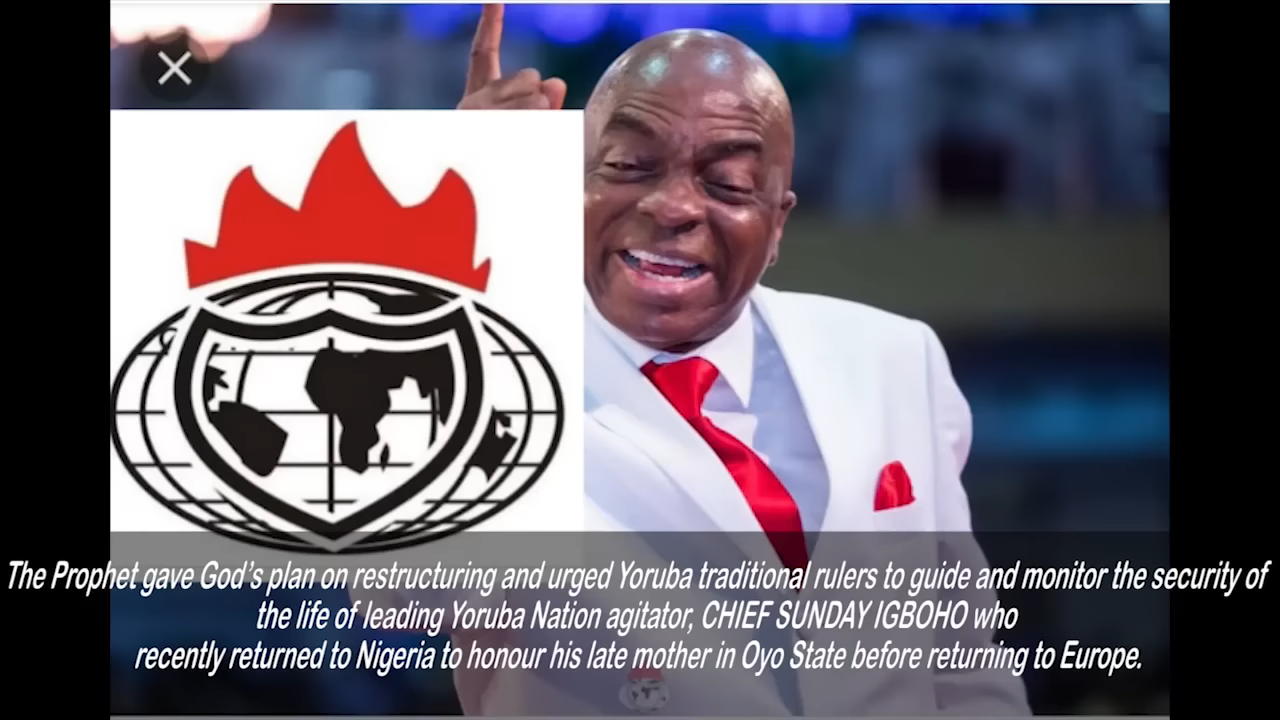 The Prophet gave God's plan on restructuring and urged Yoruba traditional rulers to guide and monitor the security of
the life of leading Yoruba Nation agitator, CHIEF SUNDAY IGBOHO who
recently returned to Nigeria to honour his late mother in Oyo State before returning to Europe.